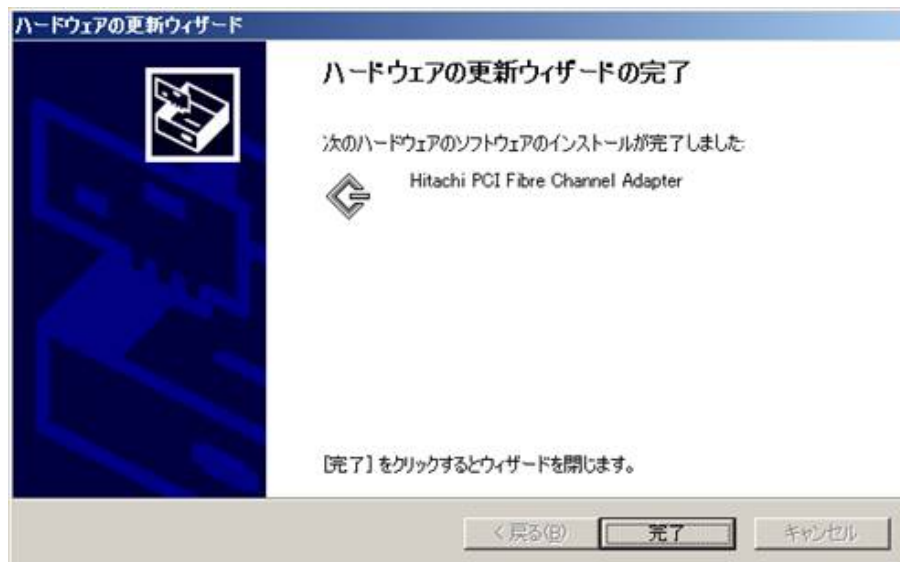 ハードウェアの更新ウィザード
ハードウェアの更新ウィザードの完了
次のハードウェアのソフトウェアのインストールが完了しました:
Hitachi PCI Fibre Channel Adapter
[完了] をクリックするとウィザードを閉じます。
< 戻る(B)
完了
キャンセル